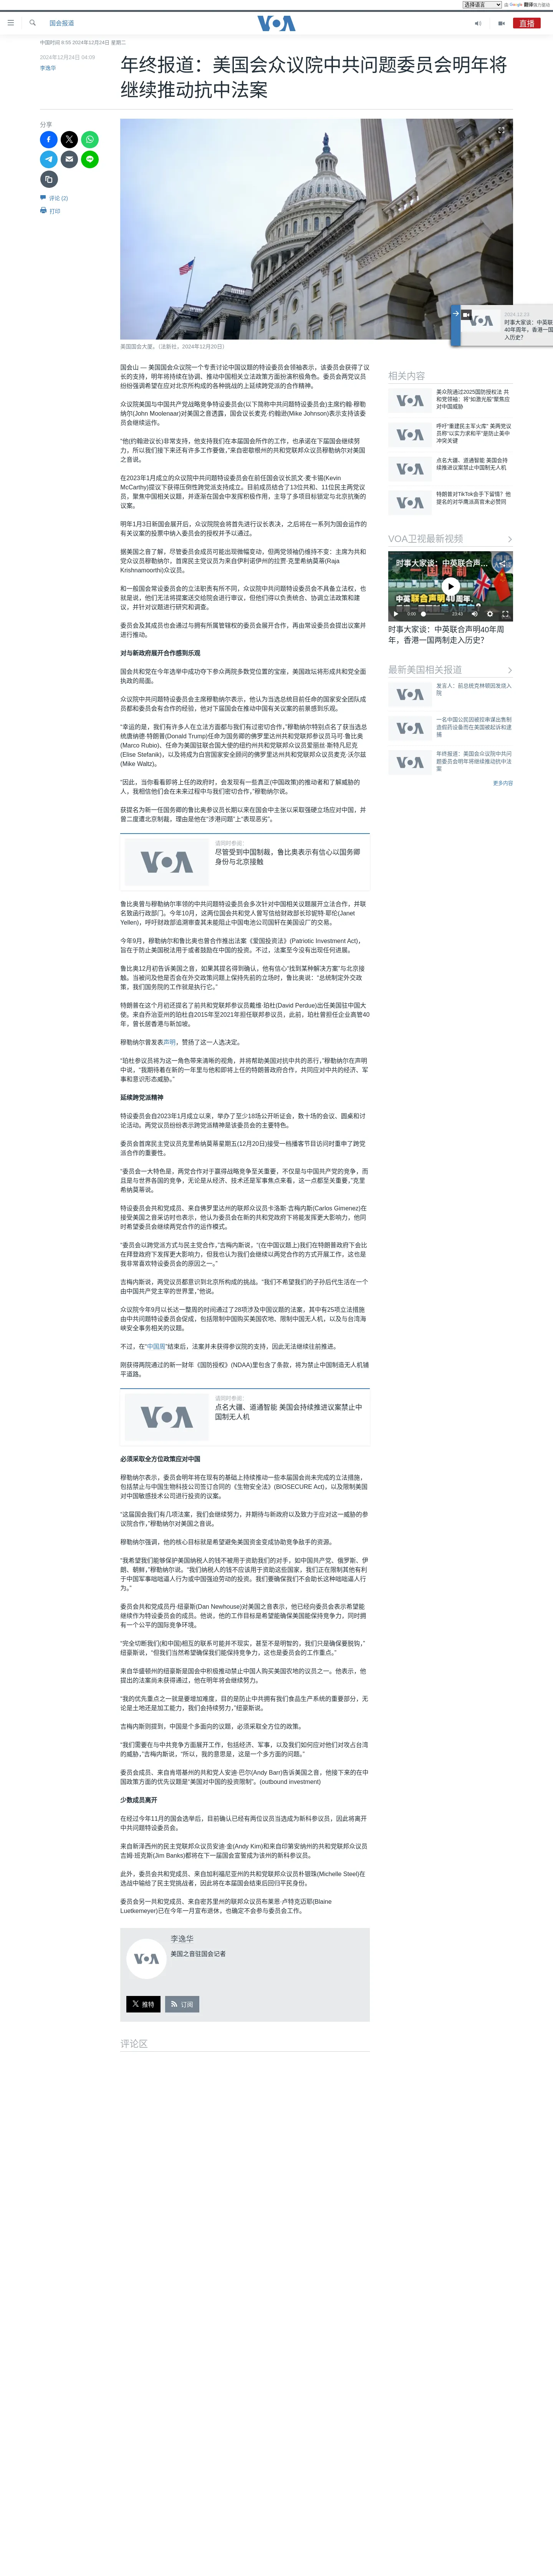 选择语言
由 Google 翻译强力驱动
国会报道
VOA
直播
中国时间 8:55 2024年12月24日 星期二
2024年12月24日 04:09
李逸华
年终报道：美国会众议院中共问题委员会明年将
继续推动抗中法案
分享
评论 (2)
打印
美国国会大厦。（法新社，2024年12月20日）
2024.12.23
时事大家谈：中英联
40年周年，香港一国
入历史?
国会山 — 美国国会众议院一个专责讨论中国议题的特设委员会领袖表示，该委员会获得了议
长的支持，明年将持续在协调、推动中国相关立法政策方面扮演积极角色。委员会两党议员
纷纷强调希望在应对北京所构成的各种挑战的上延续跨党派的合作精神。
众议院美国与中国共产党战略竞争特设委员会(以下简称中共问题特设委员会)主席约翰·穆勒
纳尔(John Moolenaar)对美国之音透露，国会议长麦克·约翰逊(Mike Johnson)表示支持该委
员会继续运作。
“他(约翰逊议长)非常支持，他支持我们在本届国会所作的工作，也承诺在下届国会继续努
力，所以我们接下来还有许多工作要做，”来自密歇根州的共和党联邦众议员穆勒纳尔对美国
之音说。
在2023年1月成立的众议院中共问题特设委员会在前任国会议长凯文·麦卡锡(Kevin
McCarthy)提议下获得压倒性跨党派支持成立。目前成员结合了13位共和、11位民主两党议
员，聚焦中国相关议题，并逐渐在国会中发挥积极作用，主导了多项目标锁定与北京抗衡的
议案。
明年1月3日新国会展开后，众议院院会将首先进行议长表决，之后将在一系列为国会运作的
有关议案的投票中纳入委员会的授权并予以通过。
据美国之音了解，尽管委员会成员可能出现微幅变动，但两党领袖仍维持不变：主席为共和
党众议员穆勒纳尔，首席民主党议员为来自伊利诺伊州的拉贾·克里希纳莫蒂(Raja
Krishnamoorthi)众议员。
和一般国会常设委员会的立法职责有所不同，众议院中共问题特设委员会不具备立法权，也
就是说，他们无法将提案送交院会进行审议，但他们的职责在于以负责统合、协调立法政策和建
议，并针对议题进行研究和调查。
委员会及其成员也会通过与拥有所属管辖权的委员会展开合作，再由常设委员会提出议案并
进行推动。
对与新政府展开合作感到乐观
国会共和党在今年选举中成功夺下参众两院多数党位置的宝座，美国政坛将形成共和党全面
执政的局面。
众议院中共问题特设委员会主席穆勒纳尔表示，他认为当选总统目前任命的国家安全团队成
员都和委员会有合作的经验，他对下届国会在推动中国有关议案的前景感到乐观。
“幸运的是，我们有许多人在立法方面都与我们有过密切合作，”穆勒纳尔特别点名了获当选总
统唐纳德·特朗普(Donald Trump)任命为国务卿的佛罗里达州共和党联邦参议员马可·鲁比奥
(Marco Rubio)、任命为美国驻联合国大使的纽约州共和党联邦众议员爱丽丝·斯特凡尼克
(Elise Stefanik)，以及将成为白宫国家安全顾问的佛罗里达州共和党联邦众议员麦克·沃尔兹
(Mike Waltz)。
“因此，当你看看即将上任的政府时，会发现有一些真正(中国政策)的推动者和了解威胁的
人，我相信他们会在未来过程中与我们密切合作，”穆勒纳尔说。
获提名为新一任国务卿的鲁比奥参议员长期以来在国会中主张以采取强硬立场应对中国，并
曾二度遭北京制裁，理由是他在“涉港问题”上“表现恶劣”。
请同时参阅:
尽管受到中国制裁，鲁比奥表示有信心以国务卿
身份与北京接触
鲁比奥曾与穆勒纳尔率领的中共问题特设委员会多次针对中国相关议题展开立法合作，并联
名致函行政部门。今年10月，这两位国会共和党人曾写信给财政部长珍妮特·耶伦(Janet
Yellen)，呼吁财政部追溯审查其未能阻止中国电池公司国轩在美国设厂的交易。
今年9月，穆勒纳尔和鲁比奥也曾合作推出法案《爱国投资法》(Patriotic Investment Act)，
旨在于防止美国税法用于或者鼓励在中国的投资。不过，法案至今没有出现任何进展。
鲁比奥12月初告诉美国之音，如果其提名得到确认，他有信心“找到某种解决方案”与北京接
触。当被问及他是否会在外交政策问题上保持先前的立场时，鲁比奥说：“总统制定外交政
策，我们国务院的工作就是执行它。”
特朗普在这个月初还提名了前共和党联邦参议员戴维·珀杜(David Perdue)出任美国驻中国大
使。来自乔治亚州的珀杜自2015年至2021年担任联邦参议员，此前，珀杜曾担任企业高管40
年，曾长居香港与新加坡。
穆勒纳尔曾发表声明，赞扬了这一人选决定。
“珀杜参议员将为这一角色带来清晰的视角，并将帮助美国对抗中共的恶行，”穆勒纳尔在声明
中说，“我期待着在新的一年里与他和即将上任的特朗普政府合作，共同应对中共的经济、军
事和意识形态威胁。”
延续跨党派精神
特设委员会自2023年1月成立以来，举办了至少18场公开听证会，数十场的会议、圆桌和讨
论活动。两党议员纷纷表示跨党派精神是该委员会的主要特色。
委员会首席民主党议员克里希纳莫蒂星期五(12月20日)接受一档播客节目访问时重申了跨党
派合作的重要性。
“委员会一大特色是，两党合作对于赢得战略竞争至关重要，不仅是与中国共产党的竞争，而
且是与世界各国的竞争，无论是从经济、技术还是军事焦点来看，这一点都至关重要，”克里
希纳莫蒂说。
特设委员会共和党成员、来自佛罗里达州的联邦众议员卡洛斯·吉梅内斯(Carlos Gimenez)在
接受美国之音采访时也表示，他认为委员会在新的共和党政府下将能发挥更大影响力，他同
时希望委员会继续两党合作的运作模式。
“委员会以跨党派方式与民主党合作，”吉梅内斯说，“(在中国议题上)我们在特朗普政府下会比
在拜登政府下发挥更大影响力，但我也认为我们会继续以两党合作的方式开展工作，这也是
我非常喜欢特设委员会的原因之一。”
吉梅内斯说，两党议员都意识到北京所构成的挑战。“我们不希望我们的子孙后代生活在一个
由中国共产党主宰的世界里，”他说。
众议院今年9月以长达一整周的时间通过了28项涉及中国议题的法案，其中有25项立法措施
由中共问题特设委员会促成，包括限制中国购买美国农地、限制中国无人机，以及与台湾海
峡安全事务相关的议题。
不过，在“中国周”结束后，法案并未获得参议院的支持，因此无法继续往前推进。
刚获得两院通过的新一财年《国防授权》(NDAA)里包含了条款，将为禁止中国制造无人机铺
平道路。
请同时参阅:
点名大疆、道通智能 美国会持续推进议案禁止中
国制无人机
必须采取全方位政策应对中国
穆勒纳尔表示，委员会明年将在现有的基础上持续推动一些本届国会尚未完成的立法措施，
包括禁止与中国生物科技公司签订合同的《生物安全法》(BIOSECURE Act)，以及限制美国
对中国敏感技术公司进行投资的议案。
“这届国会我们有几项法案，我们会继续努力，并期待与新政府以及致力于应对这一威胁的参
议院合作，”穆勒纳尔对美国之音说。
穆勒纳尔强调，他的核心目标就是希望避免美国资金变成协助竞争敌手的资源。
“我希望我们能够保护美国纳税人的钱不被用于资助我们的对手，如中国共产党、俄罗斯、伊
朗、朝鲜，”穆勒纳尔说。“我们纳税人的钱不应该用于资助这些国家，我们正在限制其他有利
于中国军事咄咄逼人行为或中国强迫劳动的投资。我们要确保我们不会助长这种咄咄逼人行
为。”
委员会共和党成员丹·纽豪斯(Dan Newhouse)对美国之音表示，他已经向委员会表示希望能
继续作为特设委员会的成员。他说，他的工作目标是希望能确保美国能保持竞争力，同时拥
有一个公平的国际竞争环境。
“完全切断我们(和中国)相互的联系可能并不现实，甚至不是明智的，我们只是确保要脱钩，”
纽豪斯说，“但我们当然希望确保我们能保持竞争力，这也是委员会的工作重点。”
来自华盛顿州的纽豪斯是国会中积极推动禁止中国人购买美国农地的议员之一。他表示，他
提出的法案尚未获得通过，他在明年将会继续努力。
“我的优先重点之一就是要增加难度，目的是防止中共拥有我们食品生产系统的重要部分，无
论是土地还是加工能力，我们会持续努力，”纽豪斯说。
吉梅内斯则提到，中国是个多面向的议题，必须采取全方位的政策。
“我们需要在与中共竞争方面展开工作，包括经济、军事，以及我们如何应对他们对攻占台湾
的威胁，”吉梅内斯说，“所以，我的意思是，这是一个多方面的问题。”
委员会成员、来自肯塔基州的共和党人安迪·巴尔(Andy Barr)告诉美国之音，他接下来的在中
国政策方面的优先议题是“美国对中国的投资限制”。(outbound investment)
少数成员离开
在经过今年11月的国会选举后，目前确认已经有两位议员当选成为新科参议员，因此将离开
中共问题特设委员会。
来自新泽西州的民主党联邦众议员安迪·金(Andy Kim)和来自印第安纳州的共和党联邦众议员
吉姆·班克斯(Jim Banks)都将在下一届国会宣誓成为该州的新科参议员。
此外，委员会共和党成员、来自加利福尼亚州的共和党联邦众议员朴银珠(Michelle Steel)在
选战中输给了民主党挑战者，因此将在本届国会结束后回归平民身份。
委员会另一共和党成员、来自密苏里州的联邦众议员布莱恩·卢特克迈耶(Blaine
Luetkemeyer)已在今年一月宣布退休，也确定不会参与委员会工作。
李逸华
美国之音驻国会记者
推特
订阅
评论区
相关内容
美众院通过2025国防授权法 共
和党领袖：将“如激光般”聚焦应
对中国威胁
呼吁“重建民主军火库” 美两党议
员称“以实力求和平”是防止美中
冲突关键
点名大疆、道通智能 美国会持
续推进议案禁止中国制无人机
特朗普对TikTok会手下留情? 他
提名的对华鹰派高官未必赞同
VOA卫视最新视频
时事大家谈：中英联合声...
一国两制
中英联合声明40周年
0:00
23:43
时事大家谈：中英联合声明40年周
年，香港一国两制走入历史?
最新美国相关报道
发言人：前总统克林顿因发烧入
院
一名中国公民因被控串谋出售制
造假药设备而在美国被起诉和逮
捕
年终报道：美国会众议院中共问
题委员会明年将继续推动抗中法
案
更多内容